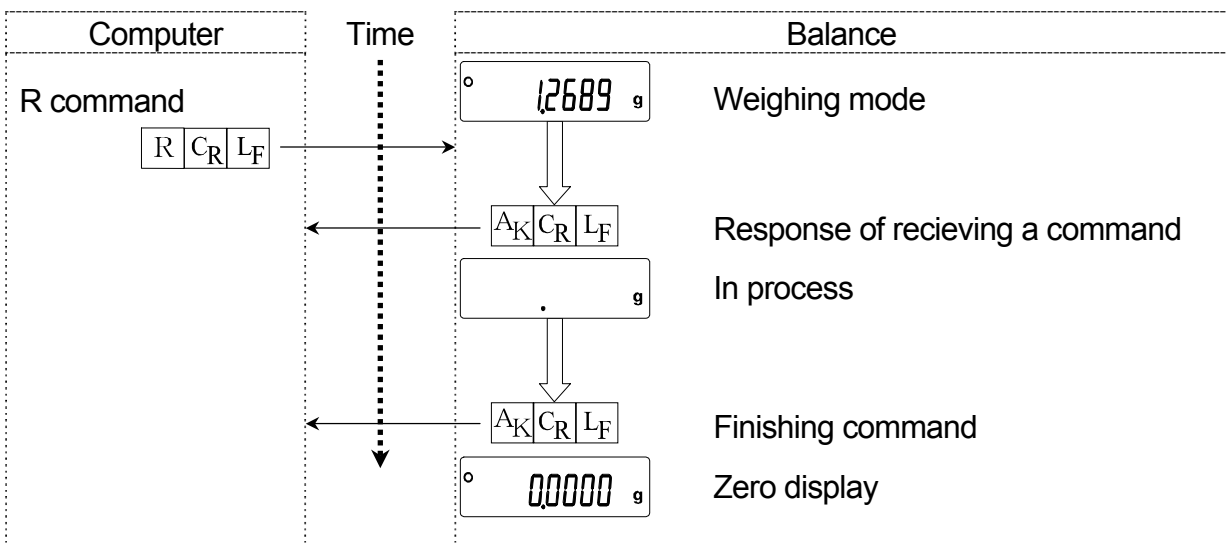 Computer Time Balance
1.2689 g Weighing mode
R command
R CR LF
AK CR LF Response of recieving a command
. g In process
AK CR LF Finishing command
0.0000 g Zero display